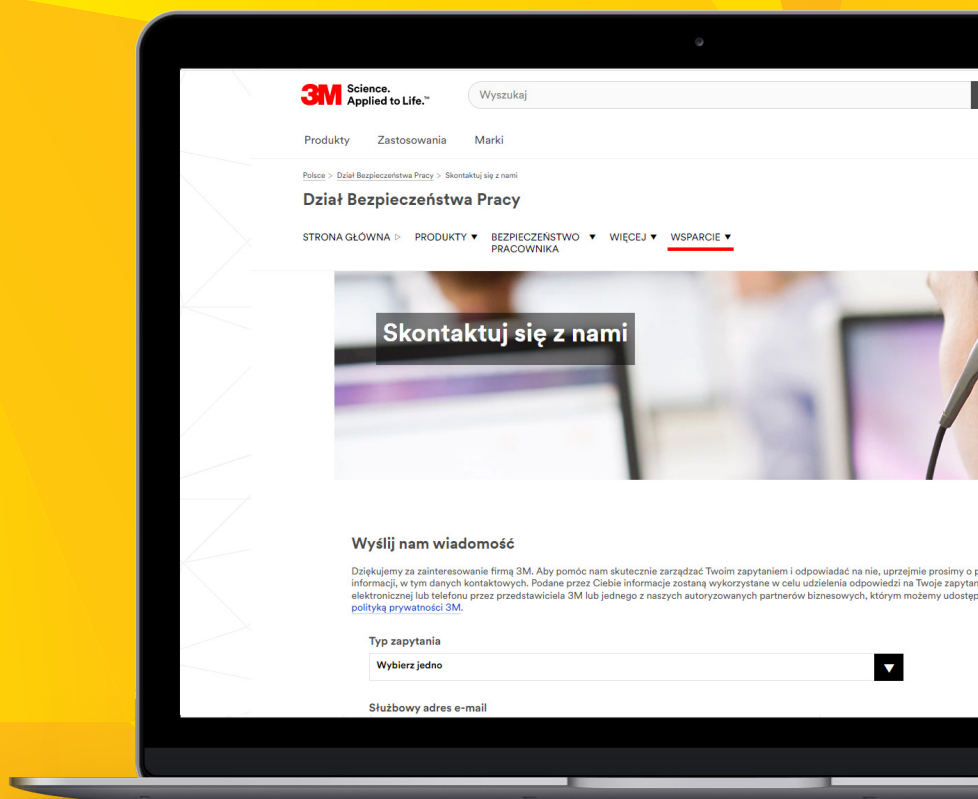 3M Science.
Applied to Life.™
Wyszukaj
Produkty Zastosowania Marki
Polsce > Dział Bezpieczeństwa Pracy > Skontaktuj się z nami
Dział Bezpieczeństwa Pracy
STRONA GŁÓWNA ▷ PRODUKTY ▼ BEZPIECZEŃSTWO ▼ WIĘCEJ ▼ WSPARCIE ▼
PRACOWNIKA
Skontaktuj się z nami
Wyślij nam wiadomość
Dziękujemy za zainteresowanie firmą 3M. Aby pomóc nam skutecznie zarządzać Twoim zapytaniem i odpowiadać na nie, uprzejmie prosimy o
informacji, w tym danych kontaktowych. Podane przez Ciebie informacje zostaną wykorzystane w celu udzielenia odpowiedzi na Twoje
elektronicznej lub telefonu przez przedstawiciela 3M lub jednego z naszych autoryzowanych partnerów biznesowych, którym możemy
polityką prywatności 3M.
Typ zapytania
Wybierz jedno
Służbowy adres e-mail